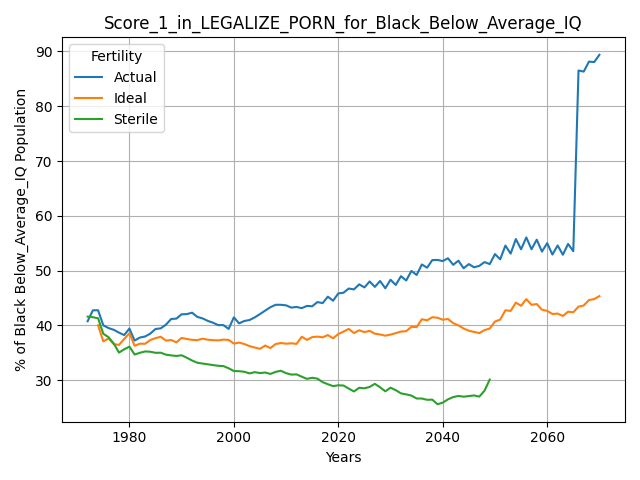 Score_1_in_LEGALIZE_PORN_for_Black_Below_Average_IQ
Fertility
Actual
Ideal
Sterile
% of Black Below_Average_IQ Population
90
80
70
60
50
40
30
1980
2000
2020
2040
2060
Years